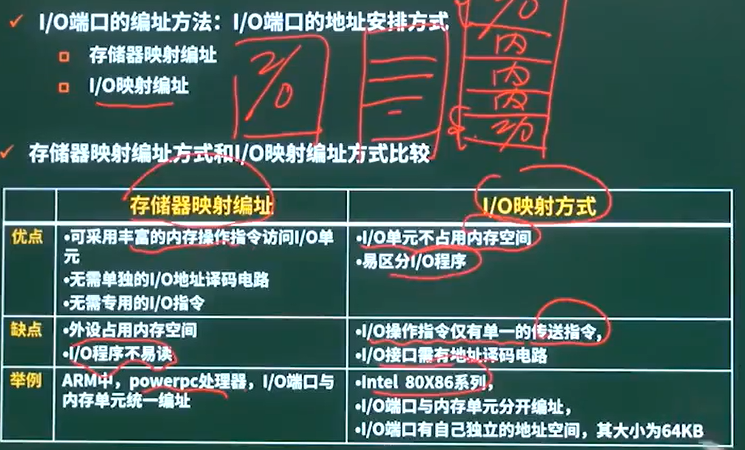 ✓ I/O端口的编址方法：I/O端口的地址安排方式
存储器映射编址
I/O映射编址
I/O
I/O
内
内
内
I/O
✓ 存储器映射编址方式和I/O映射编址方式比较
存储器映射编址
I/O映射方式
优点
•可采用丰富的内存操作指令访问I/O单
元
•无需单独的I/O地址译码电路
•无需专用的I/O指令
•I/O单元不占用内存空间
•易区分I/O程序
缺点
•外设占用内存空间
•I/O程序不易读
•I/O操作指令仅有单一的传送指令，
•I/O接口需有地址译码电路
举例
ARM中，powerpc处理器，I/O端口与
内存单元统一编址
•Intel 80X86系列，
•I/O端口与内存单元分开编址，
•I/O端口有自己独立的地址空间，其大小为64KB